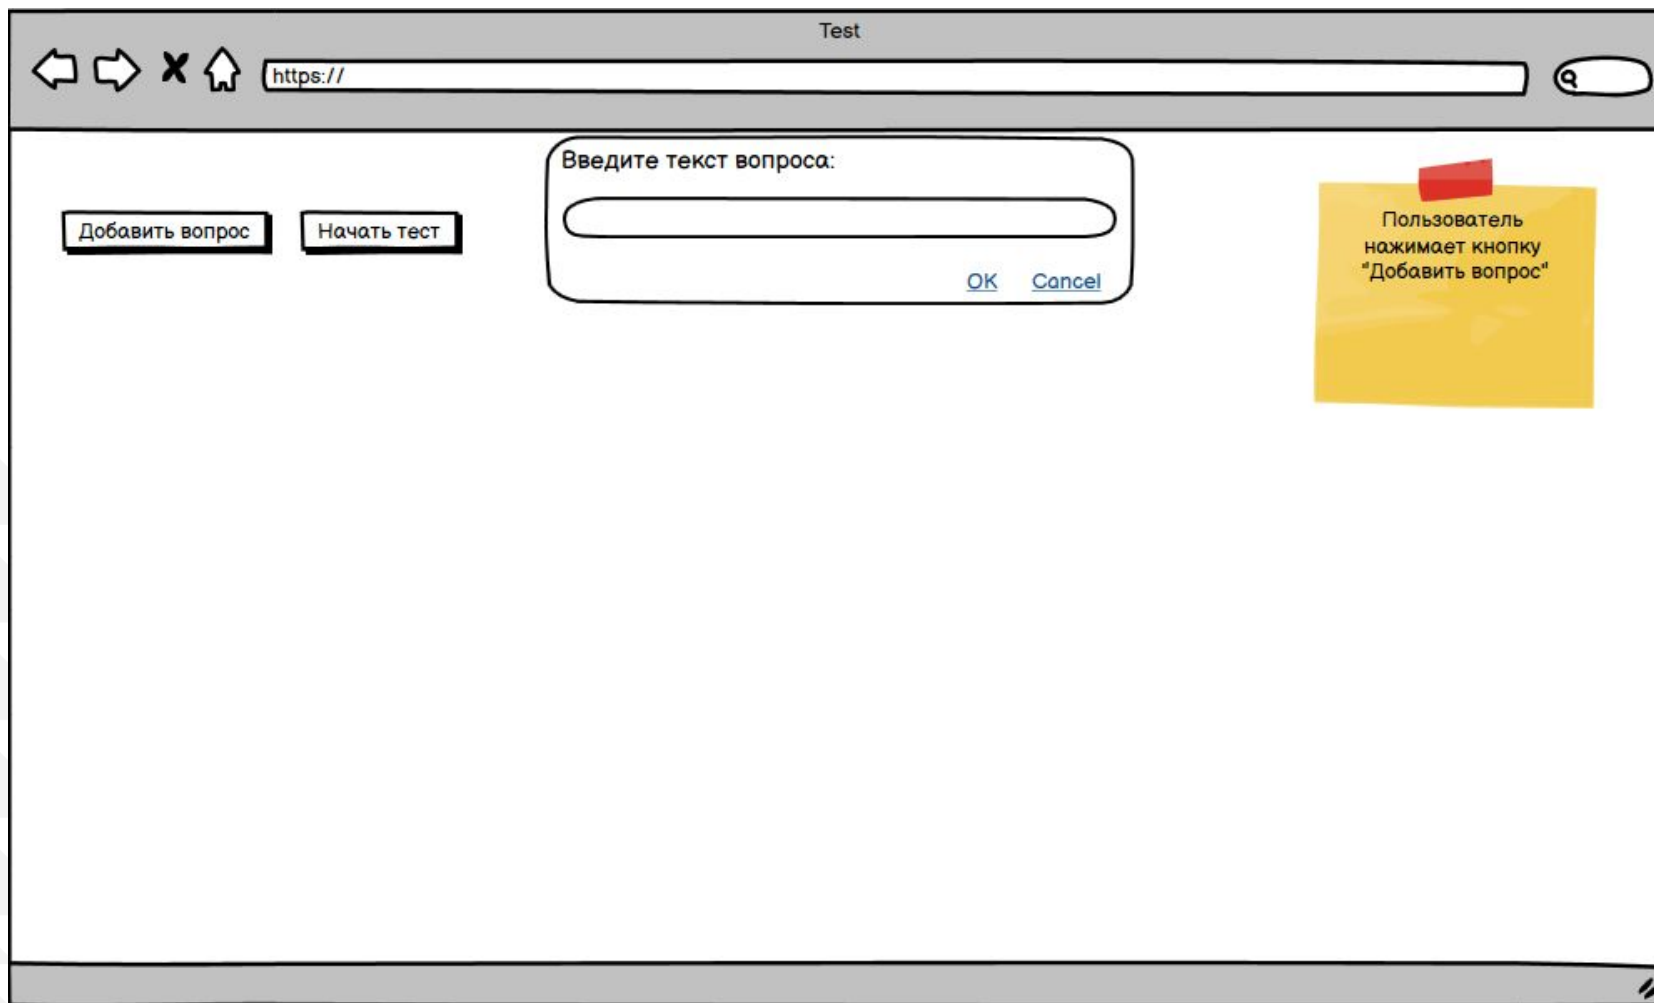 Test
https://
Введите текст вопроса:
Добавить вопрос
Начать тест
OK
Cancel
Пользователь
нажимает кнопку
"Добавить вопрос"